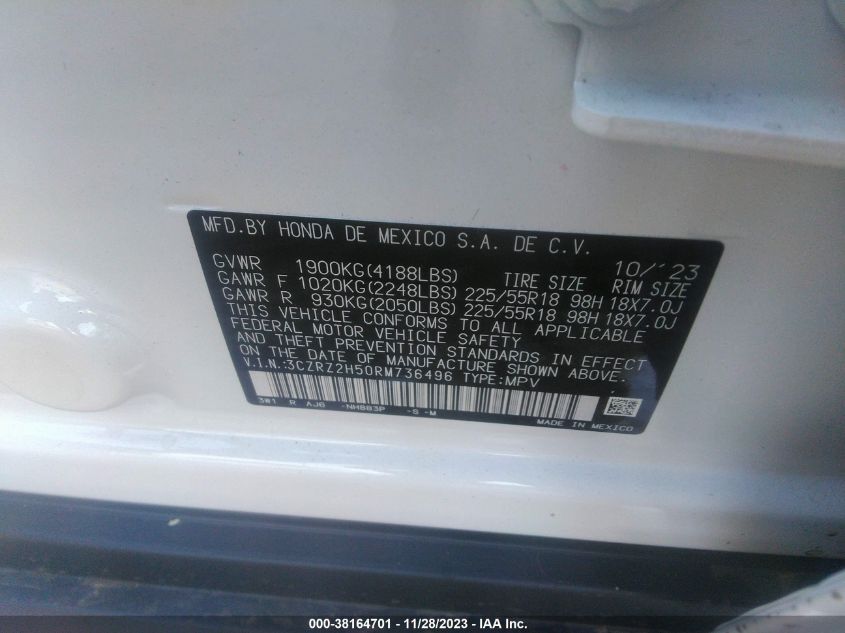 MFD.BY HONDA DE MEXICO S.A. DE C.V.
10/'23
GVWR 1900KG(4188LBS) TIRE SIZE RIM SIZE
GAWR F 1020KG(2248LBS) 225/55R18 98H 18X7.0J
GAWR R 930KG(2050LBS) 225/55R18 98H 18X7.0J
THIS VEHICLE CONFORMS TO ALL APPLICABLE
FEDERAL MOTOR VEHICLE SAFETY
AND THEFT PREVENTION STANDARDS IN EFFECT
ON THE DATE OF MANUFACTURE SHOWN ABOVE.
V.I.N.:3CZRZ2H50RM736496 TYPE:MPV
3#1 R AJ6 -NH883P -S -M
MADE IN MEXICO
000-38164701 - 11/28/2023 - IAA Inc.